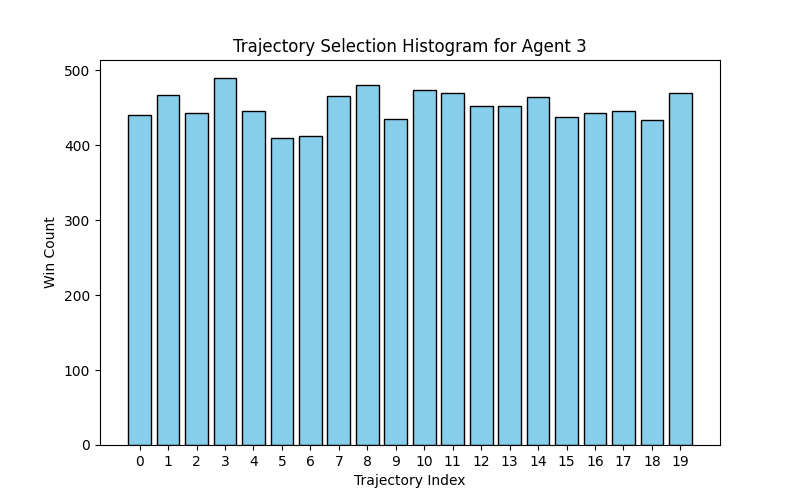 Trajectory Selection Histogram for Agent 3
500
400
300
200
100
0
Win Count
0 1 2 3 4 5 6 7 8 9 10 11 12 13 14 15 16 17 18 19
Trajectory Index